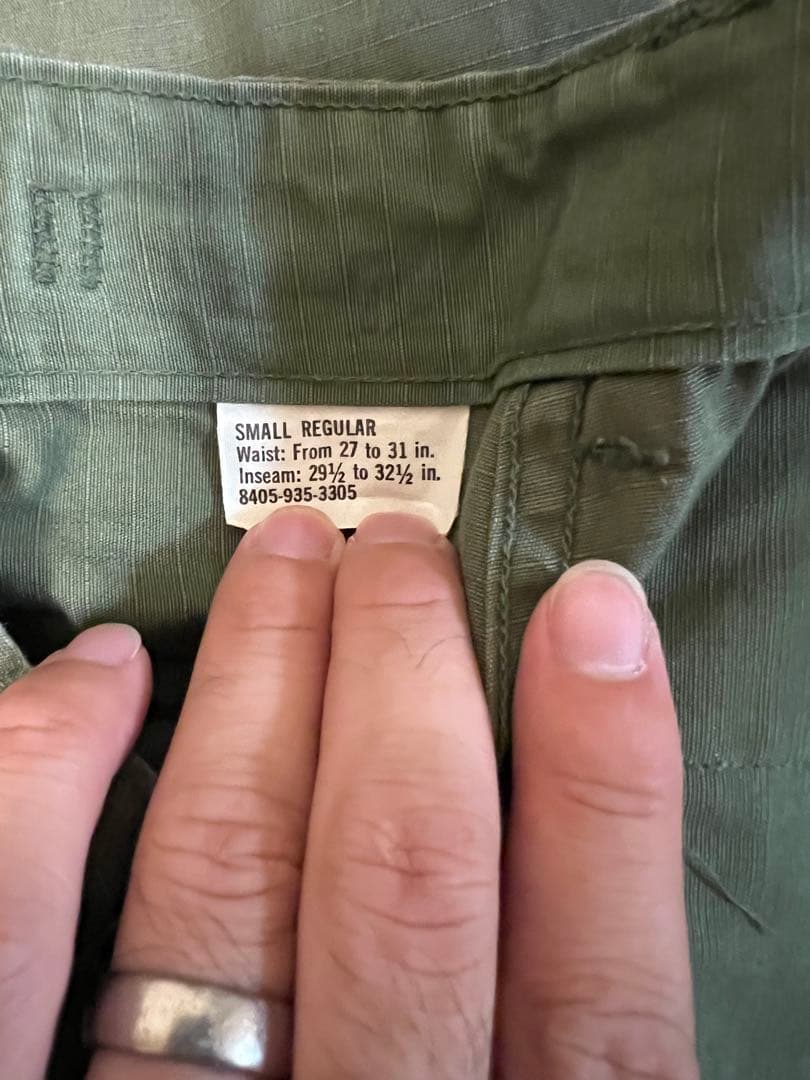 SMALL REGULAR
Waist: From 27 to 31 in.
Inseam: 29½ to 32½ in.
8405-935-3305